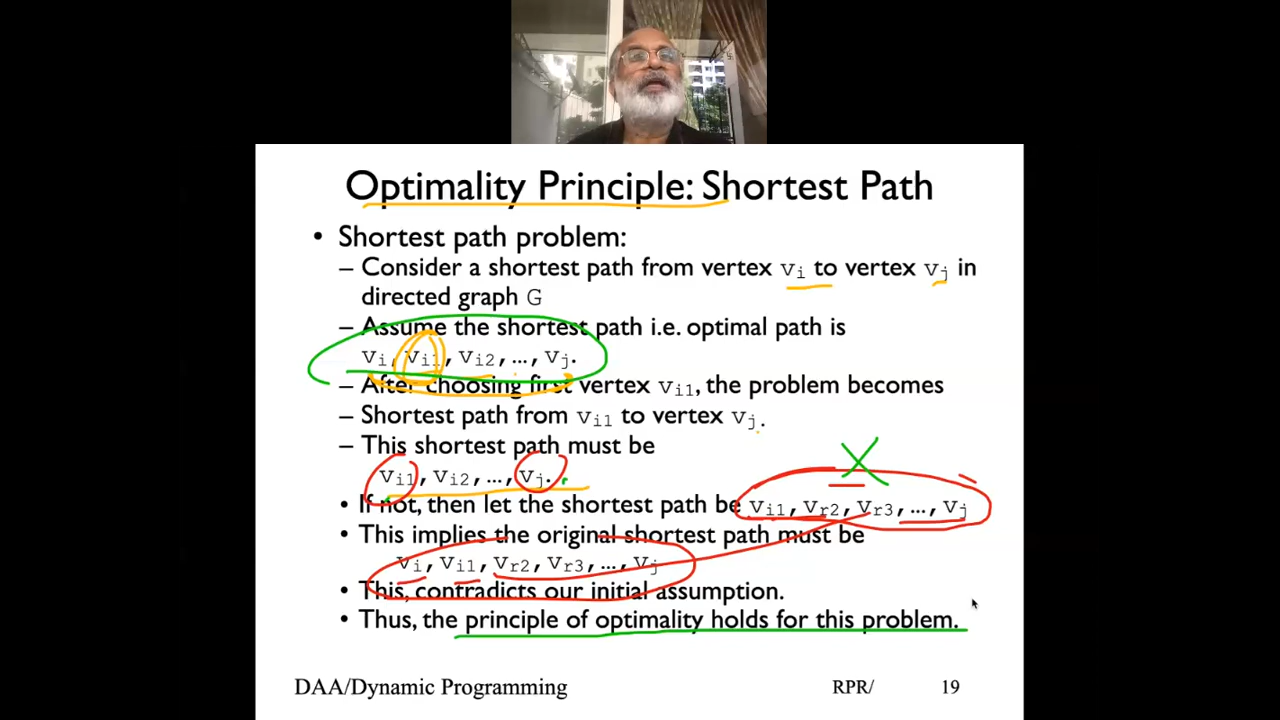 Optimality Principle: Shortest Path
• Shortest path problem:
– Consider a shortest path from vertex vi to vertex vj in
directed graph G
– Assume the shortest path i.e. optimal path is
vi, vi1, vi2, …, vj.
– After choosing first vertex vi1, the problem becomes
– Shortest path from vi1 to vertex vj.
– This shortest path must be
vi1, vi2, …, vj.
• If not, then let the shortest path be vi1, vr2, vr3, …, vj
• This implies the original shortest path must be
vi, vi1, vr2, vr3, …, vj
• This, contradicts our initial assumption.
• Thus, the principle of optimality holds for this problem.
DAA/Dynamic Programming RPR/ 19